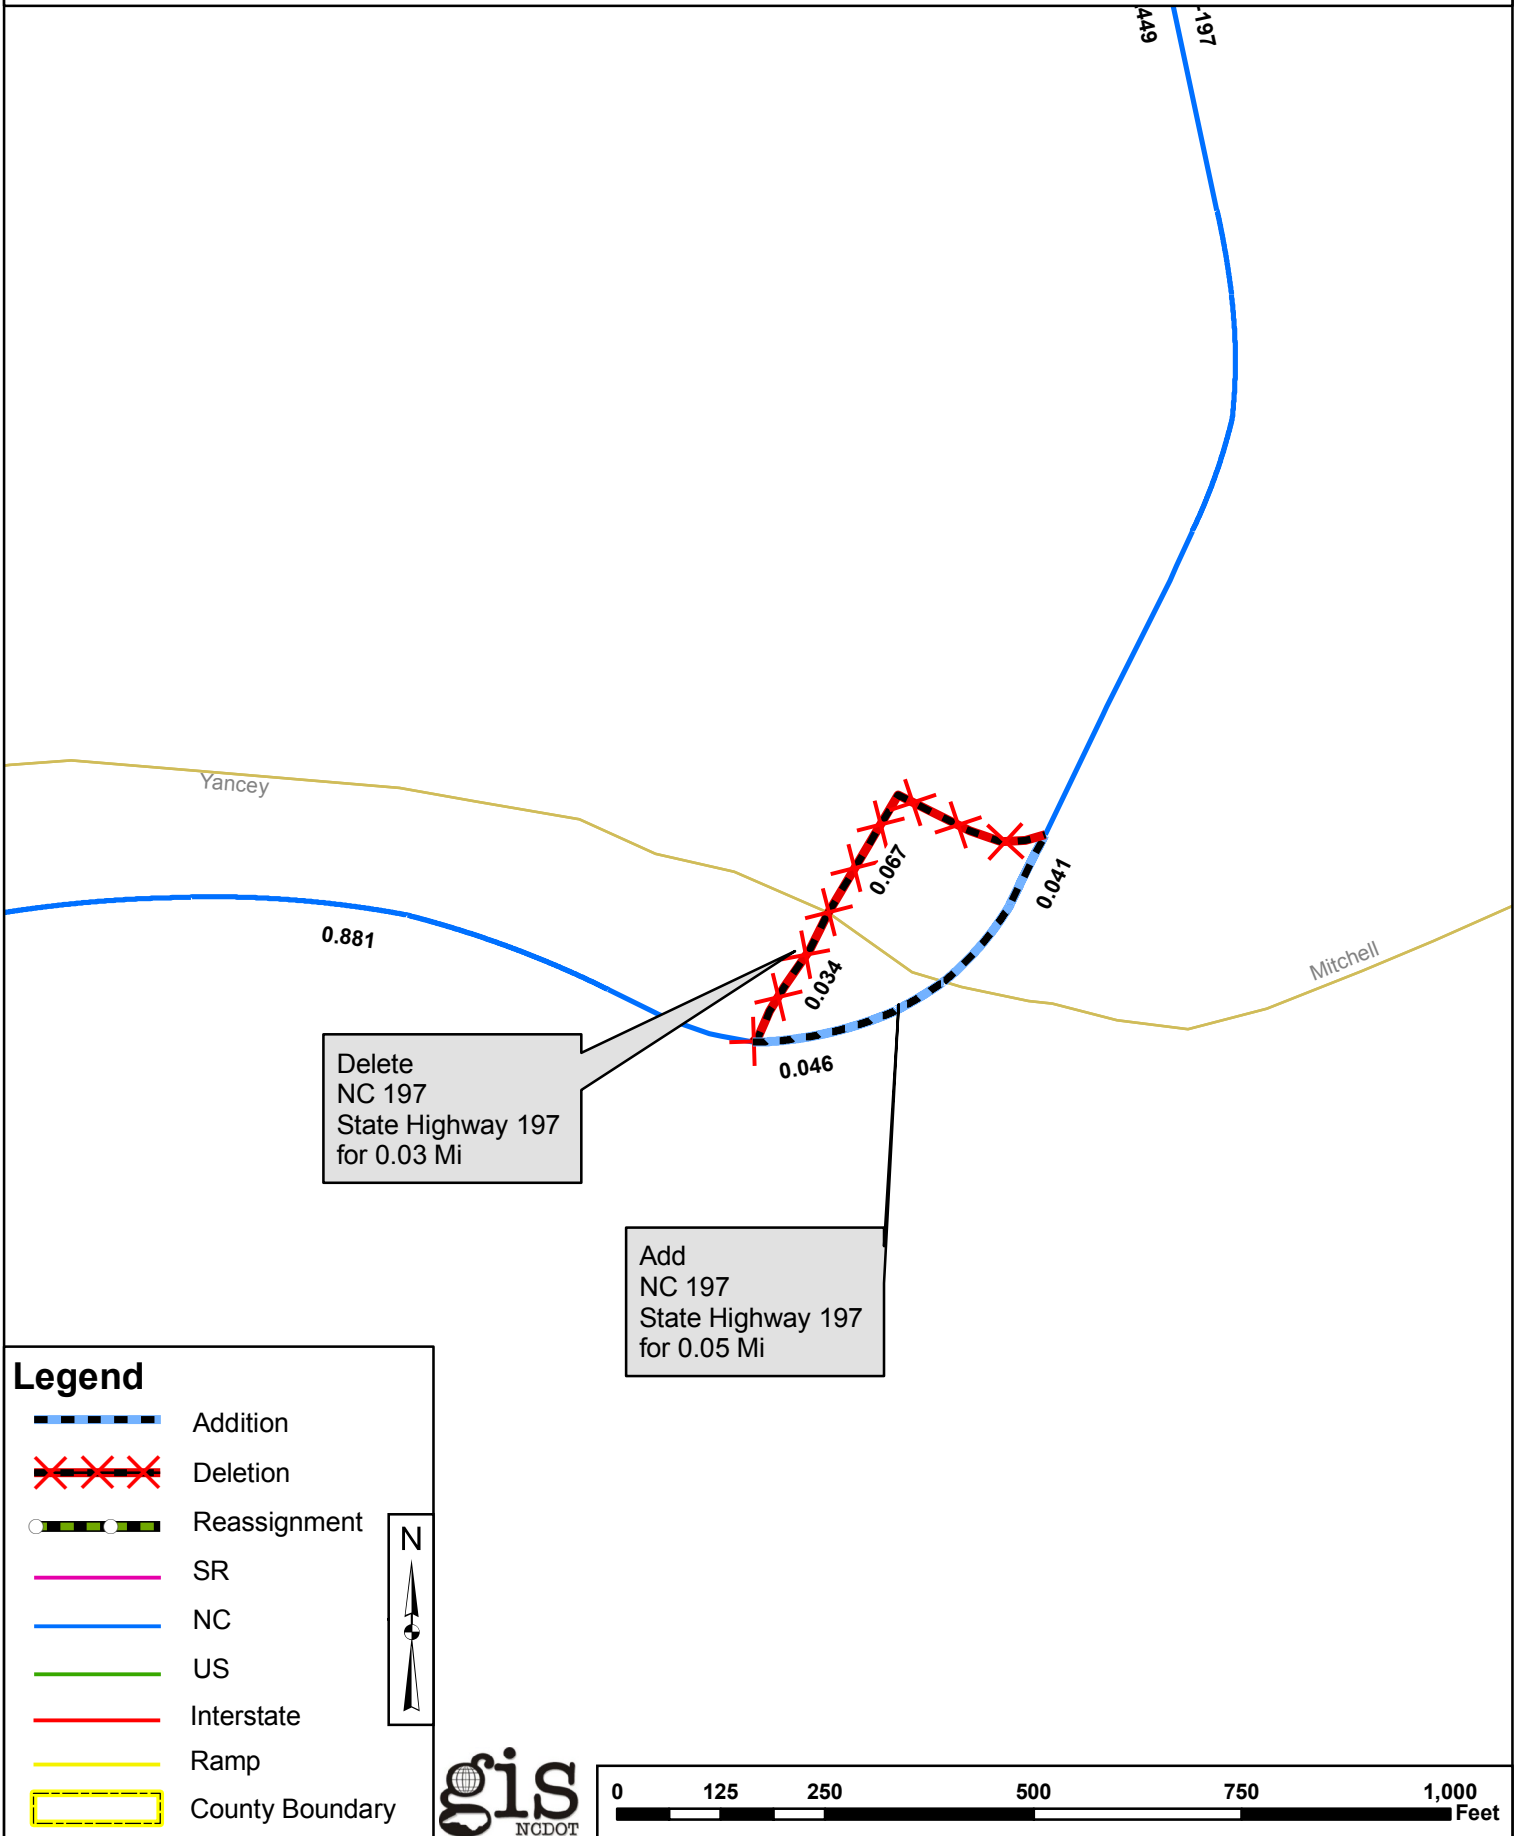 449
-197
Yancey
0.067
0.041
0.881
Mitchell
0.034
0.046
Delete
NC 197
State Highway 197
for 0.03 Mi
Add
NC 197
State Highway 197
for 0.05 Mi
Legend
Addition
Deletion
Reassignment
SR
NC
US
Interstate
Ramp
County Boundary
N
gis
NCDOT
0 125 250 500 750 1,000
Feet